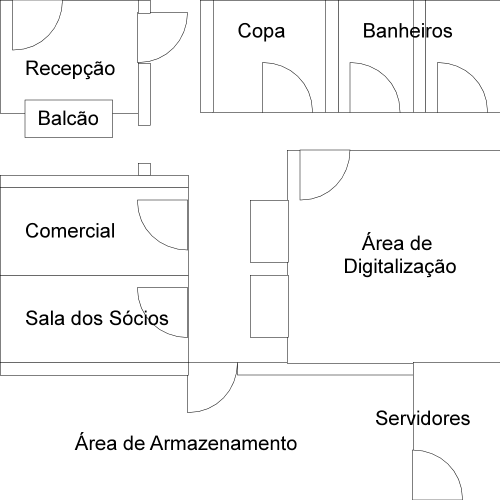 Copa
Banheiros
Recepção
Balcão
Comercial
Área de
Digitalização
Sala dos Sócios
Servidores
Área de Armazenamento